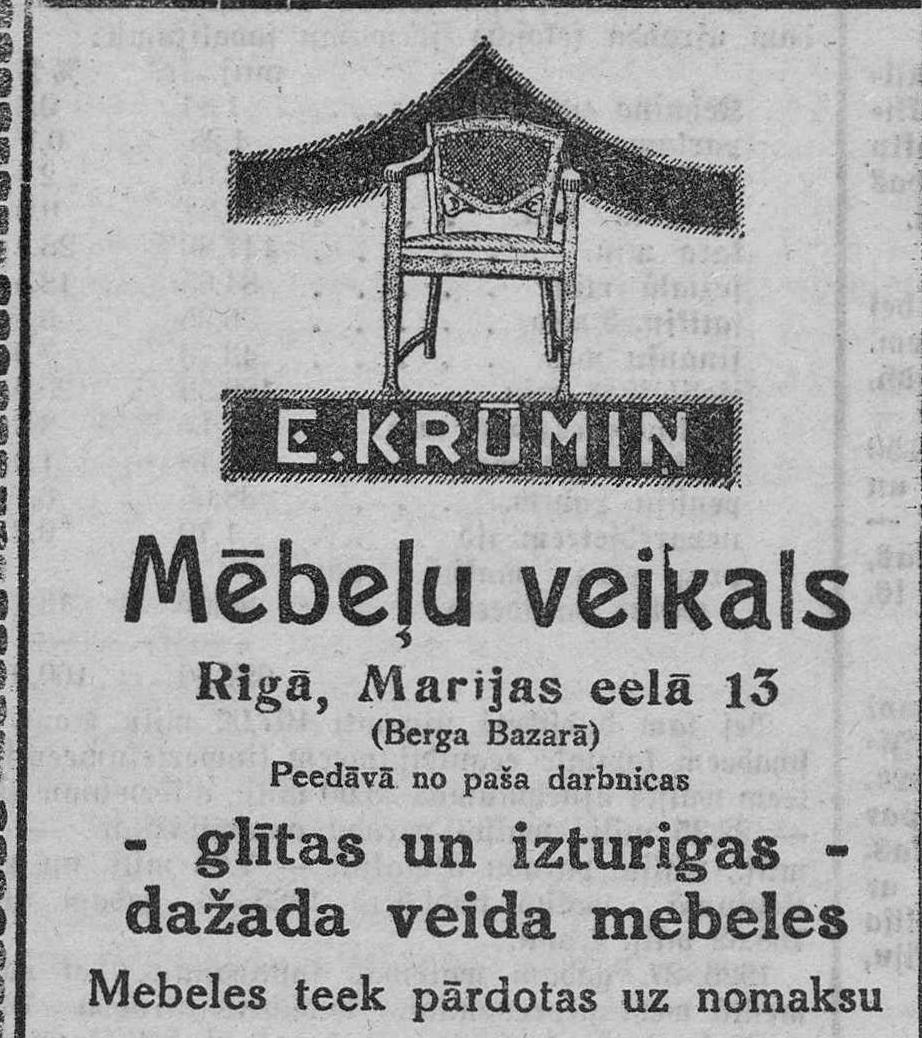 E. KRŪMIN
Mēbeļu veikals
Rigā, Marijas eelā 13
(Berga Bazarā)
Peedāvā no paša darbnicas
- glītas un izturigas -
dažada veida mebeles
Mebeles teek pārdotas uz nomaksu